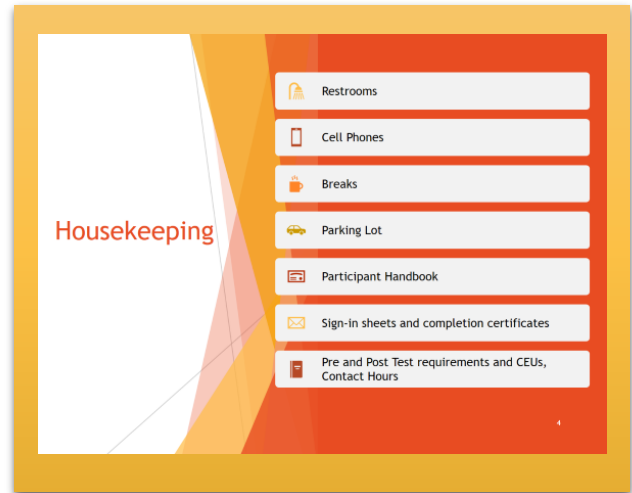 Housekeeping
Restrooms
Cell Phones
Breaks
Parking Lot
Participant Handbook
Sign-in sheets and completion certificates
Pre and Post Test requirements and CEUs,
Contact Hours
4